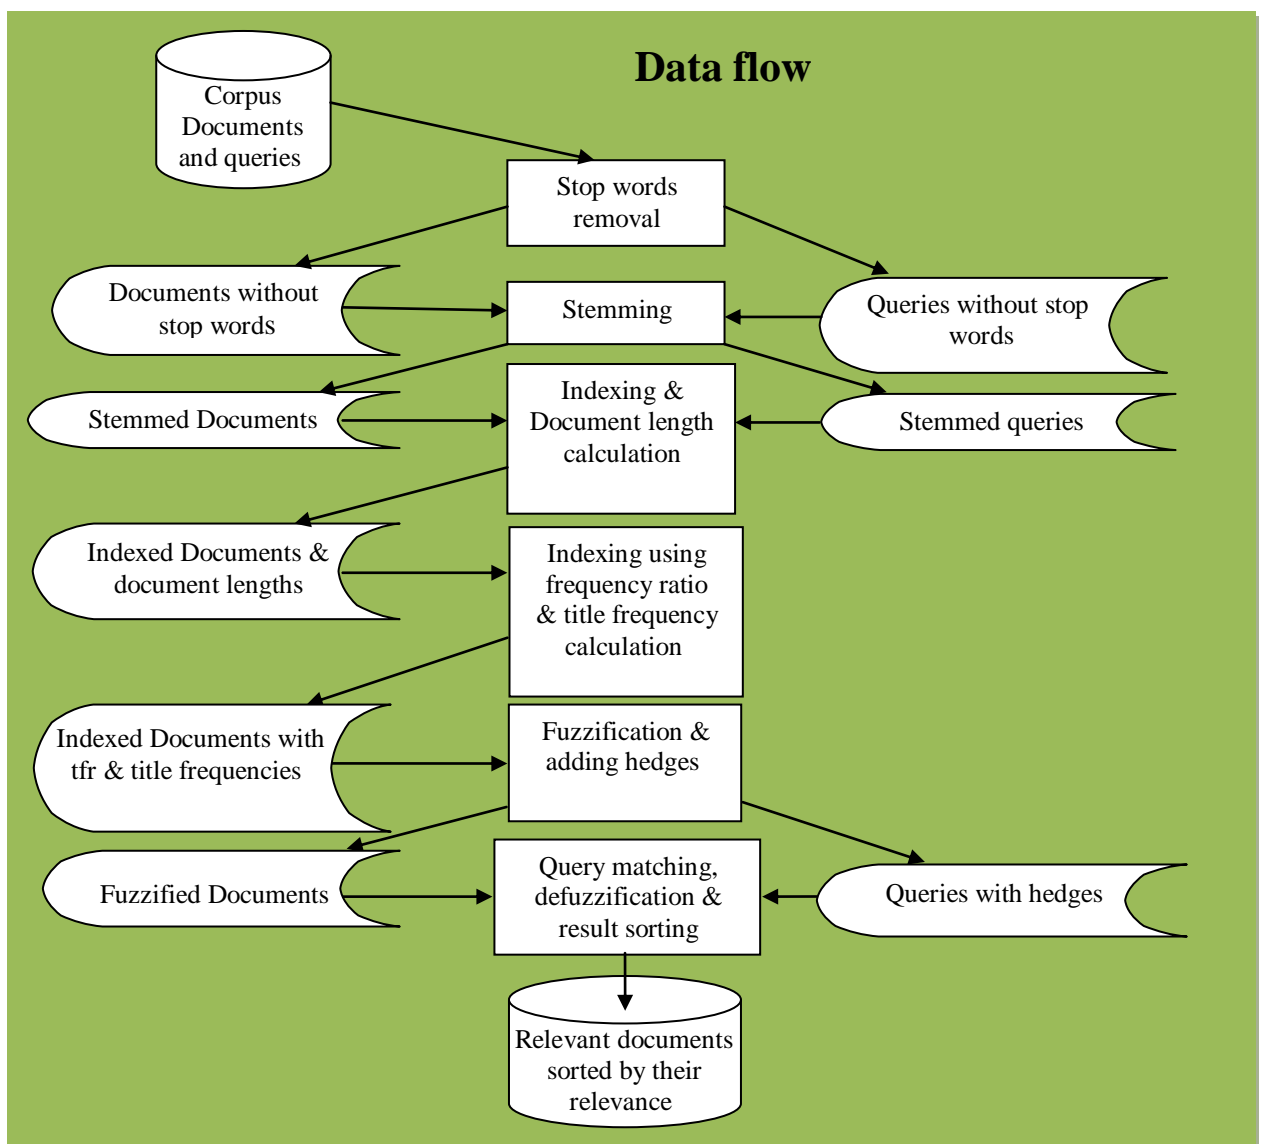 Data flow
Corpus
Documents
and queries
Stop words
removal
Documents without
stop words
Stemming
Queries without stop
words
Stemmed Documents
Indexing &
Document length
calculation
Stemmed queries
Indexed Documents &
document lengths
Indexing using
frequency ratio
& title frequency
calculation
Indexed Documents with
tfr & title frequencies
Fuzzification &
adding hedges
Fuzzified Documents
Query matching,
defuzzification &
result sorting
Queries with hedges
Relevant documents
sorted by their
relevance